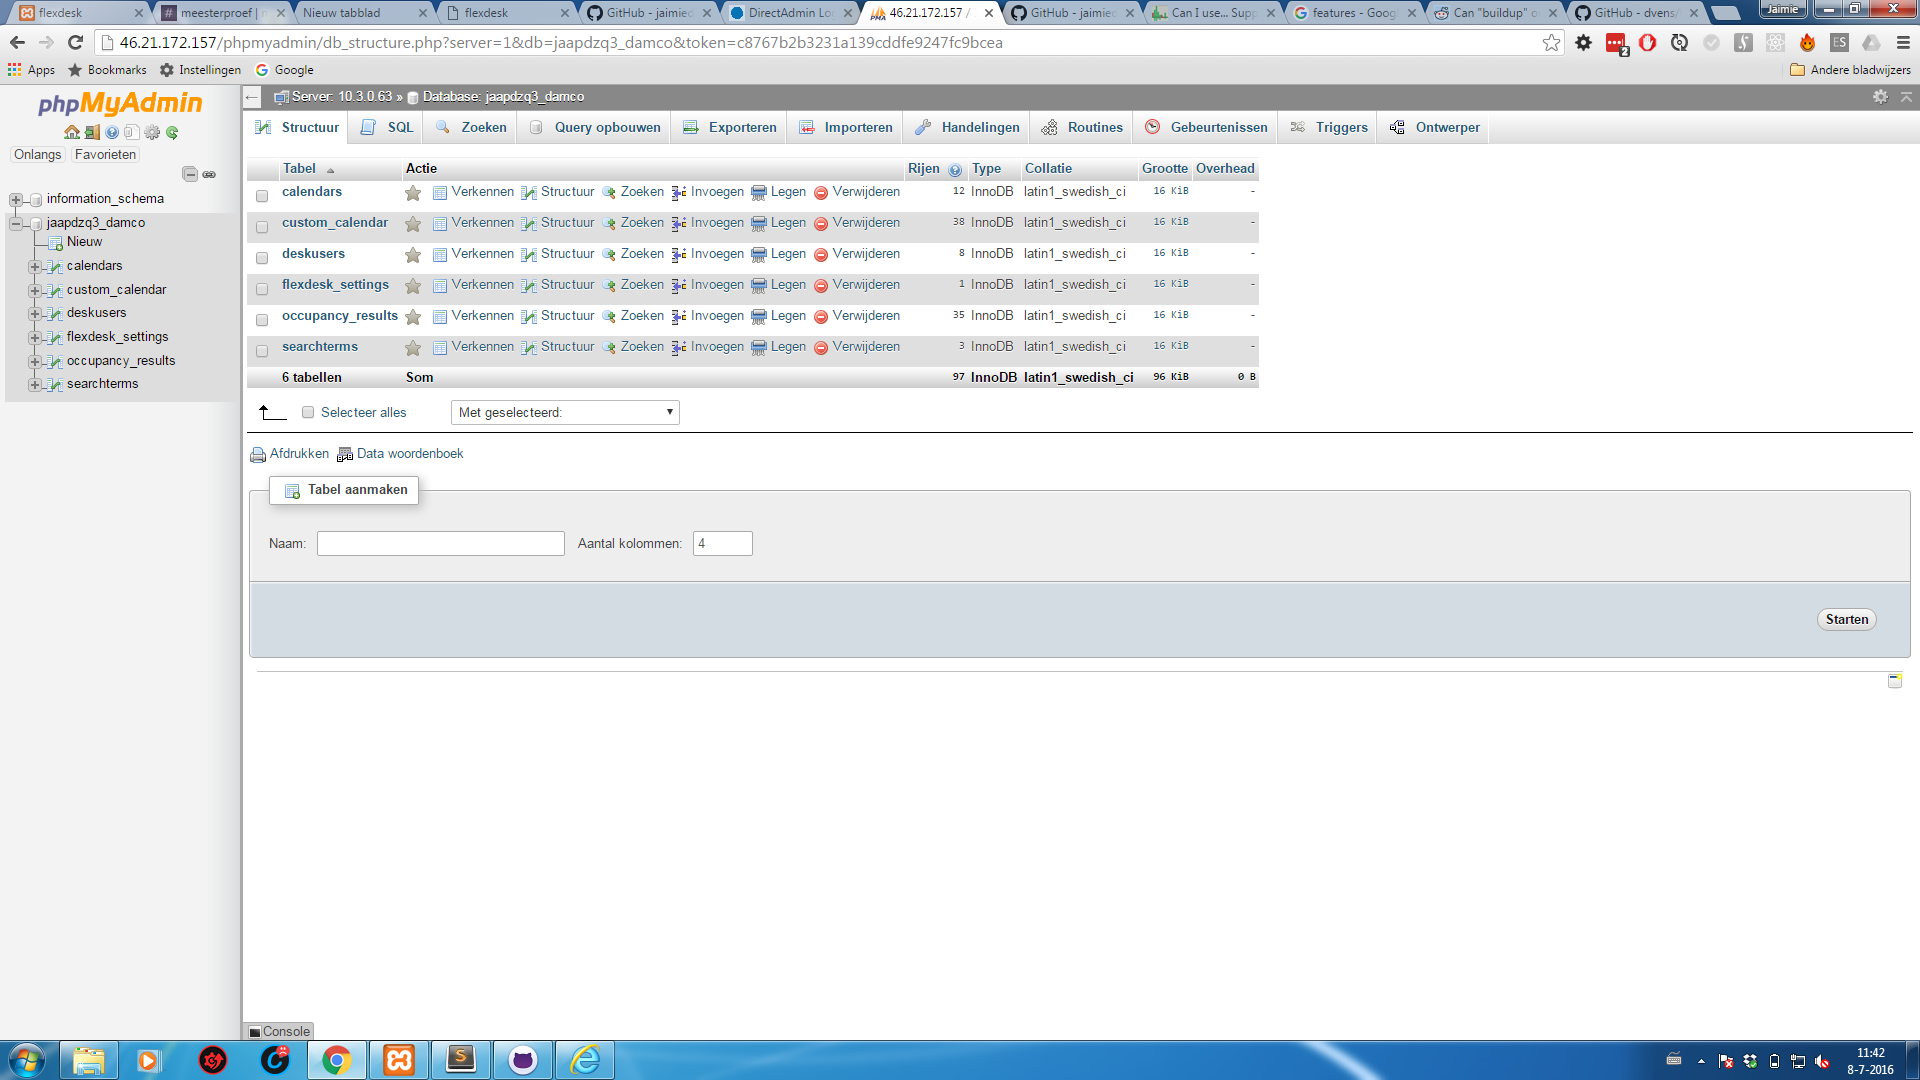 flexdesk
meesterproef | m
Nieuw tabblad
flexdesk
GitHub - jaimiec
DirectAdmin Lo
46.21.172.157 /
GitHub - jaimiec
Can I use... Supp
features - Goog
Can "buildup" o
GitHub - dvens/
Jaimie
46.21.172.157/phpmyadmin/db_structure.php?server=1&db=jaapdzq3_damco&token=c8767b2b3231a139cddfe9247fc9bcea
2
ES
Apps
Bookmarks
Instellingen
Google
Andere bladwijzers
phpMyAdmin
Onlangs
Favorieten
information_schema
jaapdzq3_damco
Nieuw
calendars
custom_calendar
deskusers
flexdesk_settings
occupancy_results
searchterms
Server: 10.3.0.63 » Database: jaapdzq3_damco
Structuur SQL Zoeken Query opbouwen Exporteren Importeren Handelingen Routines Gebeurtenissen Triggers Ontwerper
Tabel Actie Rijen Type Collatie Grootte Overhead
calendars Verkennen Structuur Zoeken Invoegen Legen Verwijderen 12 InnoDB latin1_swedish_ci 16 KiB -
custom_calendar Verkennen Structuur Zoeken Invoegen Legen Verwijderen 38 InnoDB latin1_swedish_ci 16 KiB -
deskusers Verkennen Structuur Zoeken Invoegen Legen Verwijderen 8 InnoDB latin1_swedish_ci 16 KiB -
flexdesk_settings Verkennen Structuur Zoeken Invoegen Legen Verwijderen 1 InnoDB latin1_swedish_ci 16 KiB -
occupancy_results Verkennen Structuur Zoeken Invoegen Legen Verwijderen 35 InnoDB latin1_swedish_ci 16 KiB -
searchterms Verkennen Structuur Zoeken Invoegen Legen Verwijderen 3 InnoDB latin1_swedish_ci 16 KiB -
6 tabellen Som 97 InnoDB latin1_swedish_ci 96 KiB 0 B
Selecteer alles
Met geselecteerd:
Afdrukken
Data woordenboek
Tabel aanmaken
Naam:
Aantal kolommen: 4
Starten
Console
11:42
8-7-2016